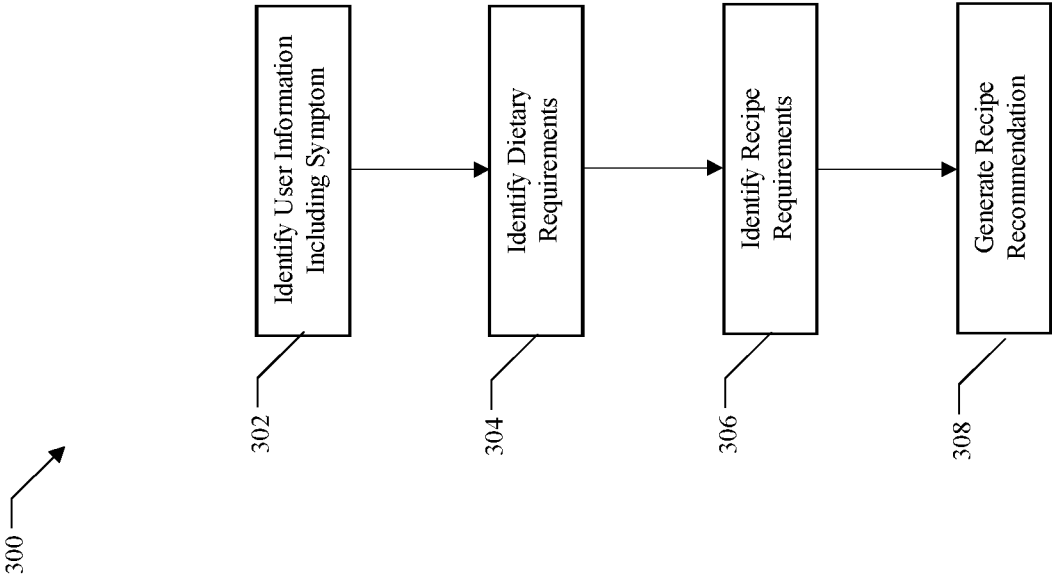 300
302
Identify User Information
Including Symptom
304
Identify Dietary
Requirements
306
Identify Recipe
Requirements
308
Generate Recipe
Recommendation